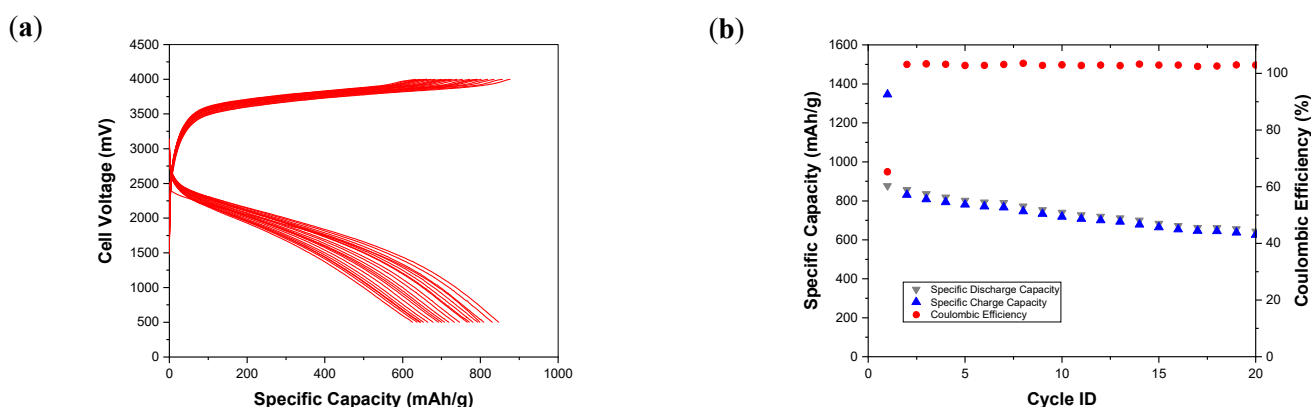 (a)
4500
4000
3500
3000
2500
2000
1500
1000
500
0
Cell Voltage (mV)
0 200 400 600 800 1000
Specific Capacity (mAh/g)
(b)
1600
1400
1200
1000
800
600
400
200
0
Specific Capacity (mAh/g)
100
80
60
40
20
0
Coulombic Efficiency (%)
Specific Discharge Capacity
Specific Charge Capacity
Coulombic Efficiency
0 5 10 15 20
Cycle ID